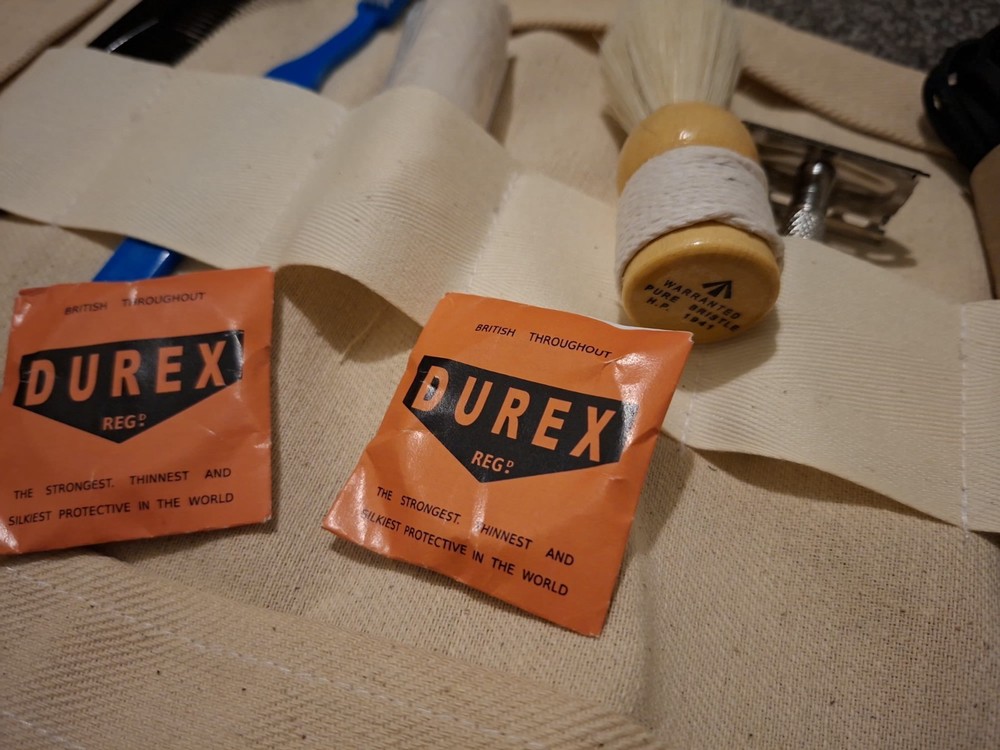 BRITISH THROUGHOUT
DUREX
REGD
THE STRONGEST. THINNEST AND
SILKIEST PROTECTIVE IN THE WORLD
BRITISH THROUGHOUT
DUREX
REGD
THE STRONGEST. THINNEST AND
SILKIEST PROTECTIVE IN THE WORLD
WARRANTED
PURE BRISTLE
H.P. 1941